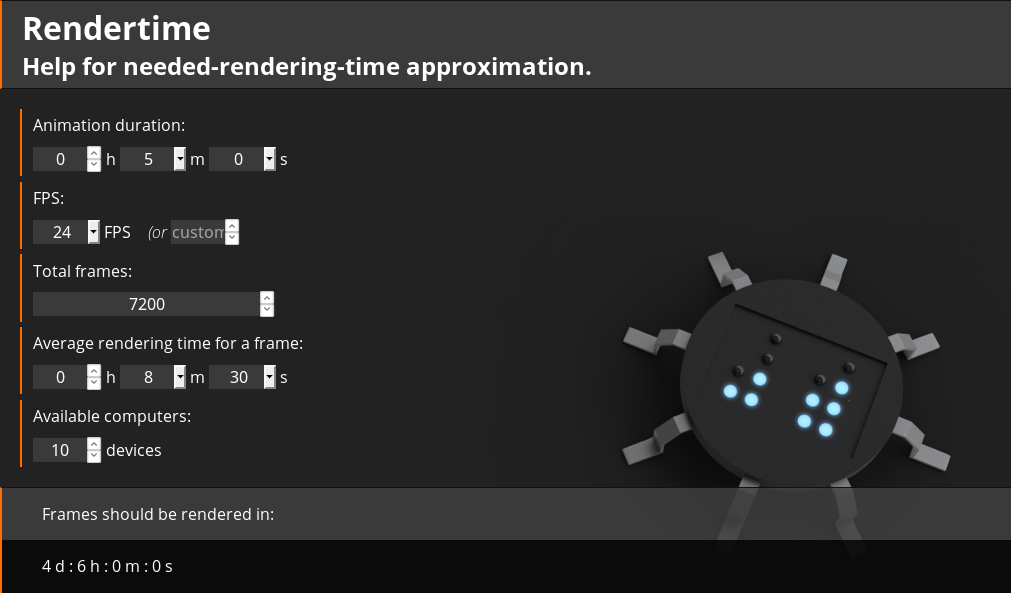 Rendertime
Help for needed-rendering-time approximation.
Animation duration:
0 h 5 m 0 s
FPS:
24 FPS (or custom
Total frames:
7200
Average rendering time for a frame:
0 h 8 m 30 s
Available computers:
10 devices
Frames should be rendered in:
4 d : 6 h : 0 m : 0 s